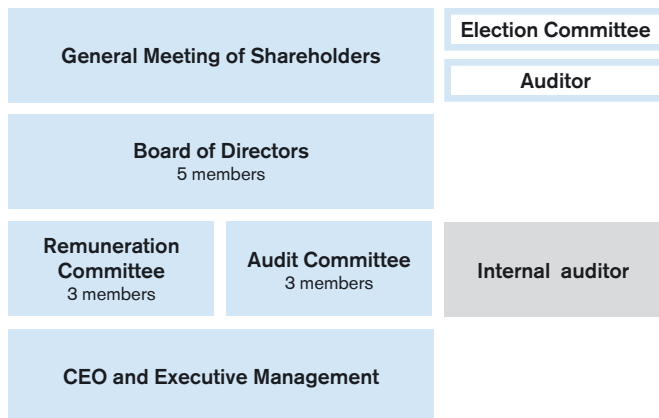 General Meeting of Shareholders
Election Committee
Auditor
Board of Directors
5 members
Remuneration
Committee
3 members
Audit Committee
3 members
Internal auditor
CEO and Executive Management